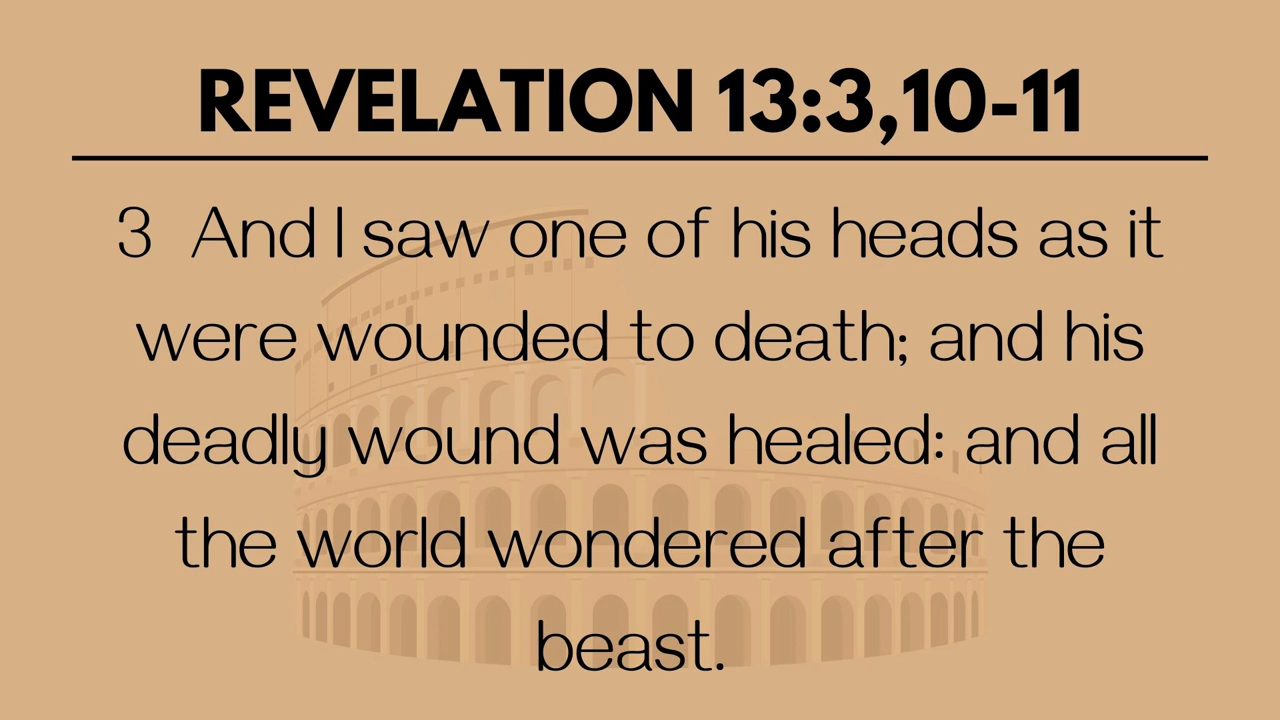 REVELATION 13:3,10-11
3 And I saw one of his heads as it
were wounded to death; and his
deadly wound was healed: and all
the world wondered after the
beast.